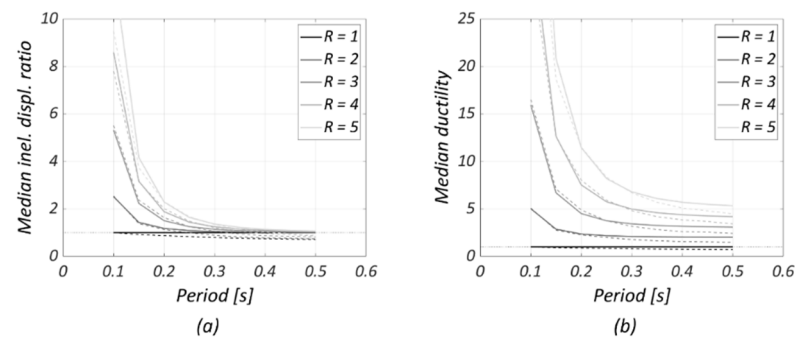 10
8
6
4
2
0
0
0.1
0.2
0.3
0.4
0.5
0.6
Median inel. displ. ratio
Period [s]
R = 1
R = 2
R = 3
R = 4
R = 5
(a)
25
20
15
10
5
0
0
0.1
0.2
0.3
0.4
0.5
0.6
Median ductility
Period [s]
R = 1
R = 2
R = 3
R = 4
R = 5
(b)